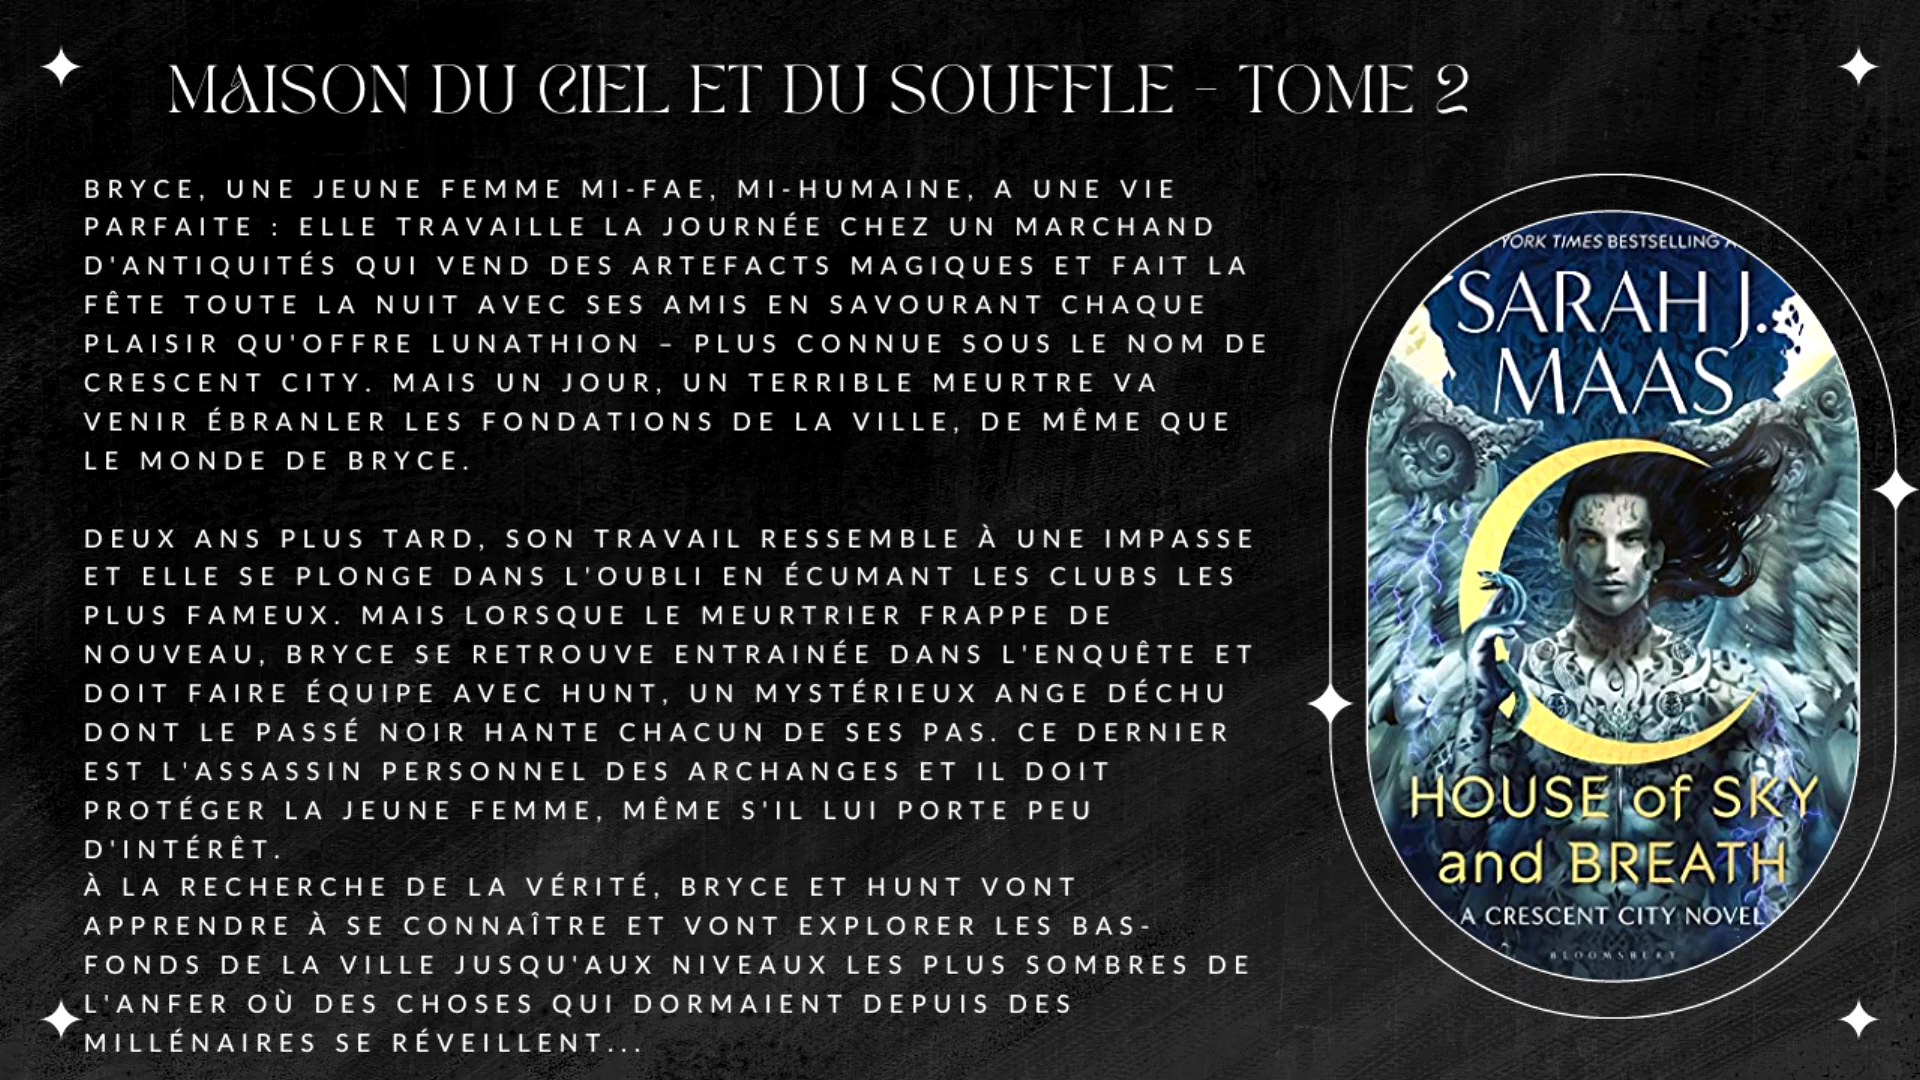 MAISON DU CIEL ET DU SOUFFLE - TOME 2
BRYCE, UNE JEUNE FEMME MI-FAE, MI-HUMAINE, A UNE VIE
PARFAITE : ELLE TRAVAILLE LA JOURNÉE CHEZ UN MARCHAND
D'ANTIQUITÉS QUI VEND DES ARTEFACTS MAGIQUES ET FAIT LA
FÊTE TOUTE LA NUIT AVEC SES AMIS EN SAVOURANT CHAQUE
PLAISIR QU'OFFRE LUNATHION – PLUS CONNUE SOUS LE NOM DE
CRESCENT CITY. MAIS UN JOUR, UN TERRIBLE MEURTRE VA
VENIR ÉBRANLER LES FONDATIONS DE LA VILLE, DE MÊME QUE
LE MONDE DE BRYCE.
DEUX ANS PLUS TARD, SON TRAVAIL RESSEMBLE À UNE IMPASSE
ET ELLE SE PLONGE DANS L'OUBLI EN ÉCUMANT LES CLUBS LES
PLUS FAMEUX. MAIS LORSQUE LE MEURTRIER FRAPPE DE
NOUVEAU, BRYCE SE RETROUVE ENTRAINÉE DANS L'ENQUÊTE ET
DOIT FAIRE ÉQUIPE AVEC HUNT, UN MYSTÉRIEUX ANGE DÉCHU
DONT LE PASSÉ NOIR HANTE CHACUN DE SES PAS. CE DERNIER
EST L'ASSASSIN PERSONNEL DES ARCHANGES ET IL DOIT
PROTÉGER LA JEUNE FEMME, MÊME S'IL LUI PORTE PEU
D'INTÉRÊT.
À LA RECHERCHE DE LA VÉRITÉ, BRYCE ET HUNT VONT
APPRENDRE À SE CONNAÎTRE ET VONT EXPLORER LES BAS-
FONDS DE LA VILLE JUSQU'AUX NIVEAUX LES PLUS SOMBRES DE
L'ANFER OÙ DES CHOSES QUI DORMAIENT DEPUIS DES
MILLÉNAIRES SE RÉVEILLENT...
YORK TIMES BESTSELLING A
SARAH J.
MAAS
HOUSE of SKY
and BREATH
A CRESCENT CITY NOVEL
BLOOMSBURY